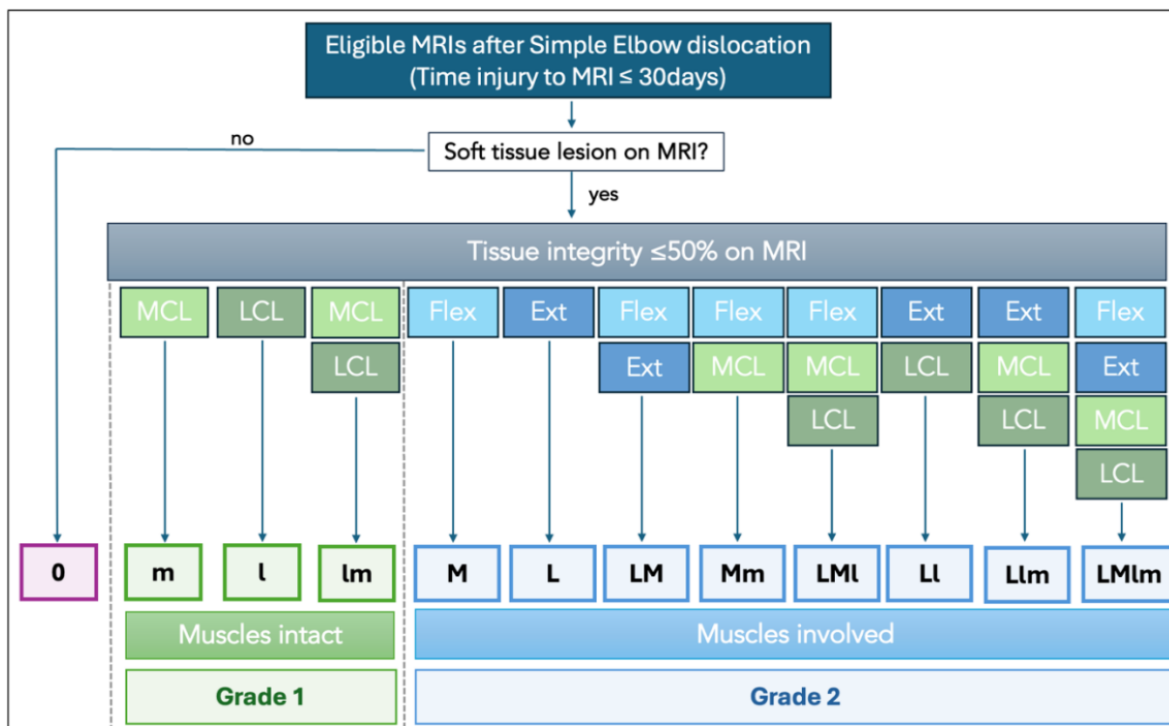 Eligible MRIs after Simple Elbow dislocation
(Time injury to MRI ≤ 30days)
no
Soft tissue lesion on MRI?
yes
Tissue integrity ≤50% on MRI
MCL LCL MCL Flex Ext Flex Flex Flex Ext Ext Flex
LCL Ext MCL MCL LCL MCL Ext
LCL LCL MCL
LCL
0 m l lm M L LM Mm LMl Ll Llm LMlm
Muscles intact Muscles involved
Grade 1 Grade 2